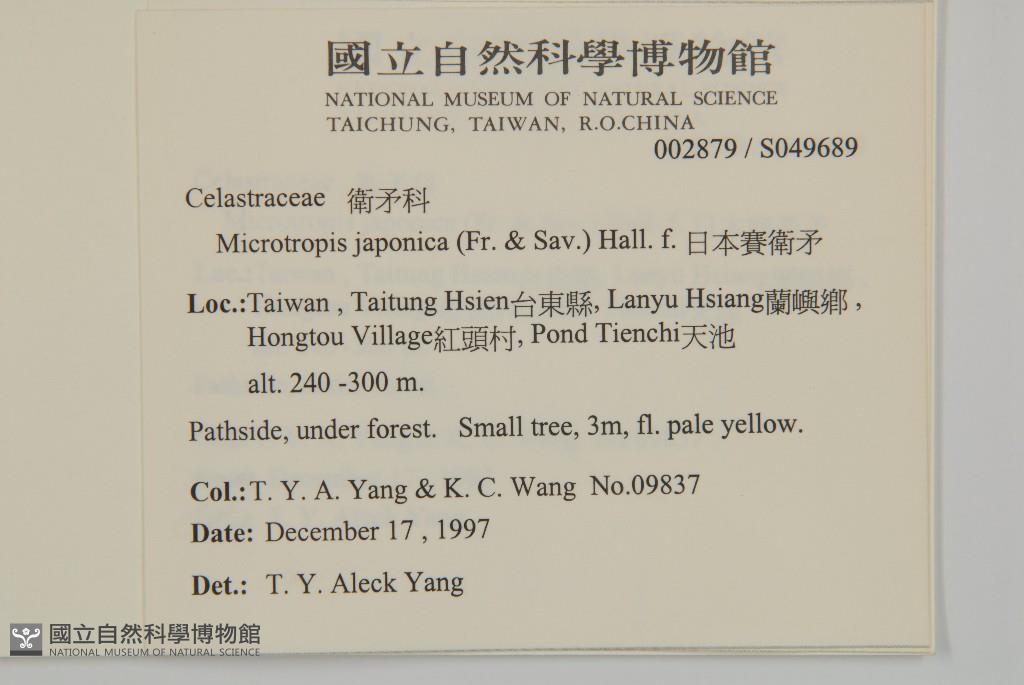 國立自然科學博物館
NATIONAL MUSEUM OF NATURAL SCIENCE
TAICHUNG, TAIWAN, R.O.CHINA
002879 / S049689
Celastraceae 衛矛科
Microtropis japonica (Fr. & Sav.) Hall. f. 日本賽衛矛
Loc.:Taiwan , Taitung Hsien台東縣, Lanyu Hsiang蘭嶼鄉 ,
Hongtou Village紅頭村, Pond Tienchi天池
alt. 240 -300 m.
Pathside, under forest. Small tree, 3m, fl. pale yellow.
Col.:T. Y. A. Yang & K. C. Wang No.09837
Date: December 17 , 1997
Det.: T. Y. Aleck Yang
國立自然科學博物館
NATIONAL MUSEUM OF NATURAL SCIENCE